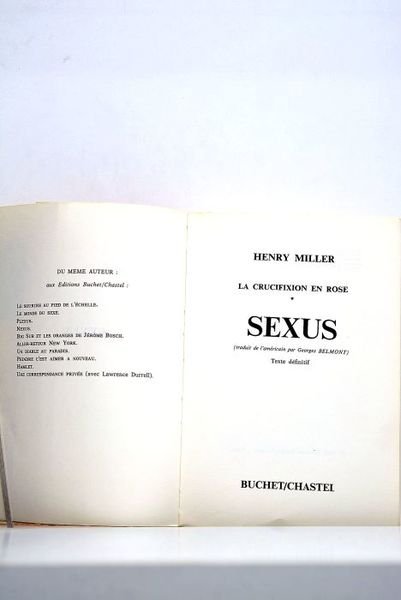 DU MEME AUTEUR :
aux Editions Buchet/Chastel :
LE SOURIRE AU PIED DE L'ÉCHELLE.
LE MONDE DU SEXE.
PLEXUS.
NEXUS.
BIG SUR ET LES ORANGES DE JÉRÔME BOSCH.
ALLER-RETOUR NEW YORK.
UN DIABLE AU PARADIS.
PEINDRE C'EST AIMER A NOUVEAU.
HAMLET.
UNE CORRESPONDANCE PRIVÉE (avec Lawrence Durrell).
HENRY MILLER
LA CRUCIFIXION EN ROSE
*
SEXUS
(traduit de l'américain par Georges BELMONT)
Texte définitif
BUCHET/CHASTEL